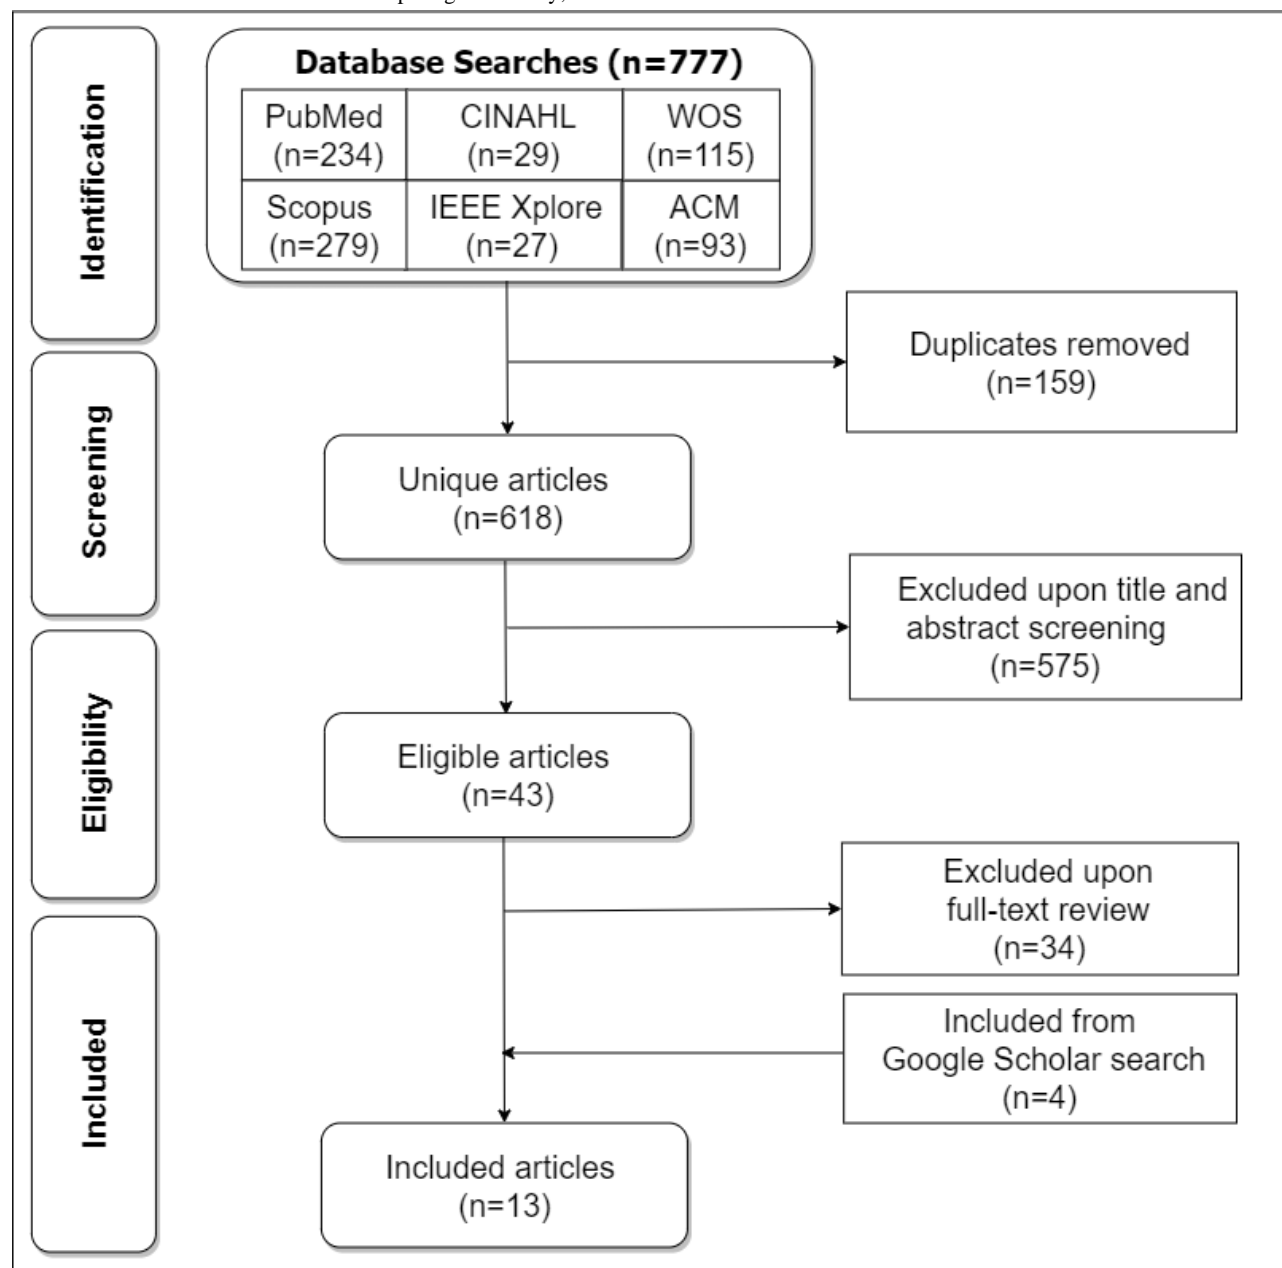 Identification
Database Searches (n=777)
PubMed
(n=234)
CINAHL
(n=29)
WOS
(n=115)
Scopus
(n=279)
IEEE Xplore
(n=27)
ACM
(n=93)
Duplicates removed
(n=159)
Screening
Unique articles
(n=618)
Excluded upon title and
abstract screening
(n=575)
Eligibility
Eligible articles
(n=43)
Excluded upon
full-text review
(n=34)
Included
Included from
Google Scholar search
(n=4)
Included articles
(n=13)